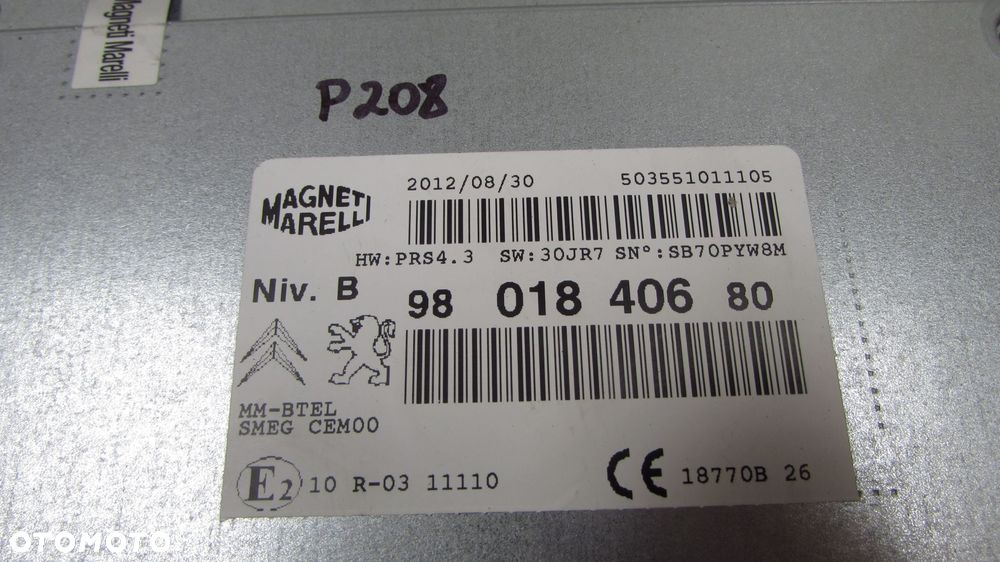 Magneti Marelli
P208
MAGNETI
MARELLI
2012/08/30 503551011105
HW:PRS4.3 SW:30JR7 SN°:SB70PYW8M
Niv. B
98 018 406 80
MM-BTEL
SMEG CEM00
E2 10 R-03 11110
CE 18770B 26
OTOMOTO